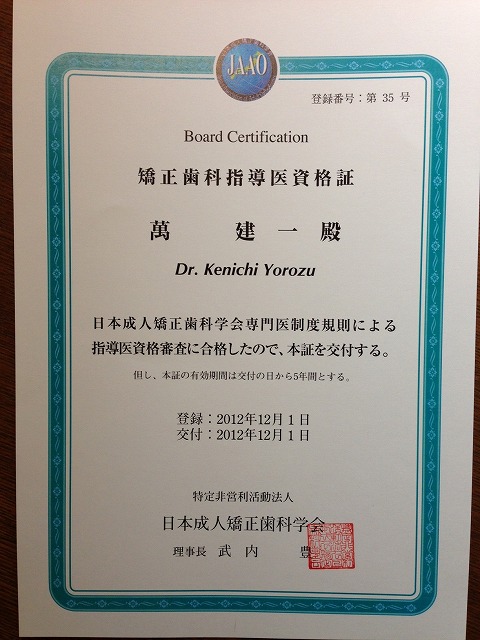 JAAO
登録番号：第 35 号
Board Certification
矯正歯科指導医資格証
萬 建一 殿
Dr. Kenichi Yorozu
日本成人矯正歯科学会専門医制度規則による
指導医資格審査に合格したので、本証を交付する。
但し、本証の有効期間は交付の日から5年間とする。
登録：2012年12月1日
交付：2012年12月1日
特定非営利活動法人
日本成人矯正歯科学会
理事長 武内 豊